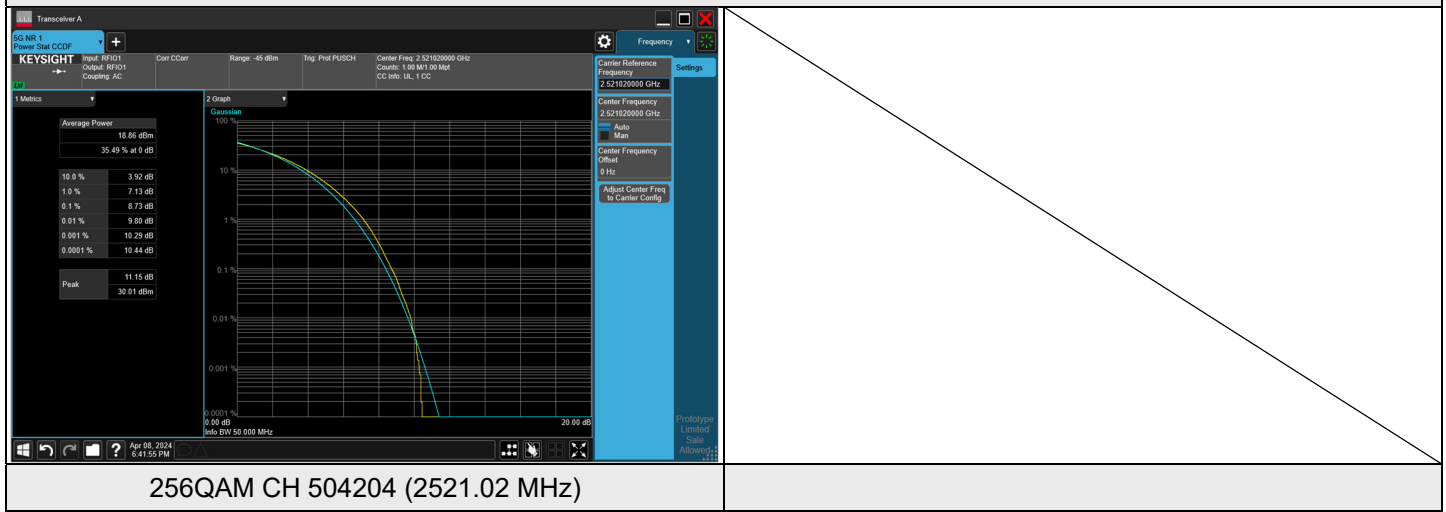 Transceiver A
5G NR 1
Power Stat CCDF
Frequency
KEYSIGHT
Input: RFIO1
Output: RFIO1
Coupling: AC
Corr CCorr
Range: -45 dBm
Trig: Prot PUSCH
Center Freq: 2.521020000 GHz
Counts: 1.00 M/1.00 Mpt
CC Info: UL, 1 CC
Carrier Reference
Frequency
2.521020000 GHz
Settings
Center Frequency
2.521020000 GHz
Auto
Man
Center Frequency
Offset
0 Hz
Adjust Center Freq
to Carrier Config
1 Metrics
Average Power
18.86 dBm
35.49 % at 0 dB
10.0 % 3.92 dB
1.0 % 7.13 dB
0.1 % 8.73 dB
0.01 % 9.80 dB
0.001 % 10.29 dB
0.0001 % 10.44 dB
Peak
11.15 dB
30.01 dBm
2 Graph
Gaussian
100 %
10 %
1 %
0.1 %
0.01 %
0.001 %
0.0001 %
0.00 dB
20.00 dB
Info BW 50.000 MHz
Prototype
Limited
Sale
Allowed
?
Apr 08, 2024
6:41:55 PM
256QAM CH 504204 (2521.02 MHz)